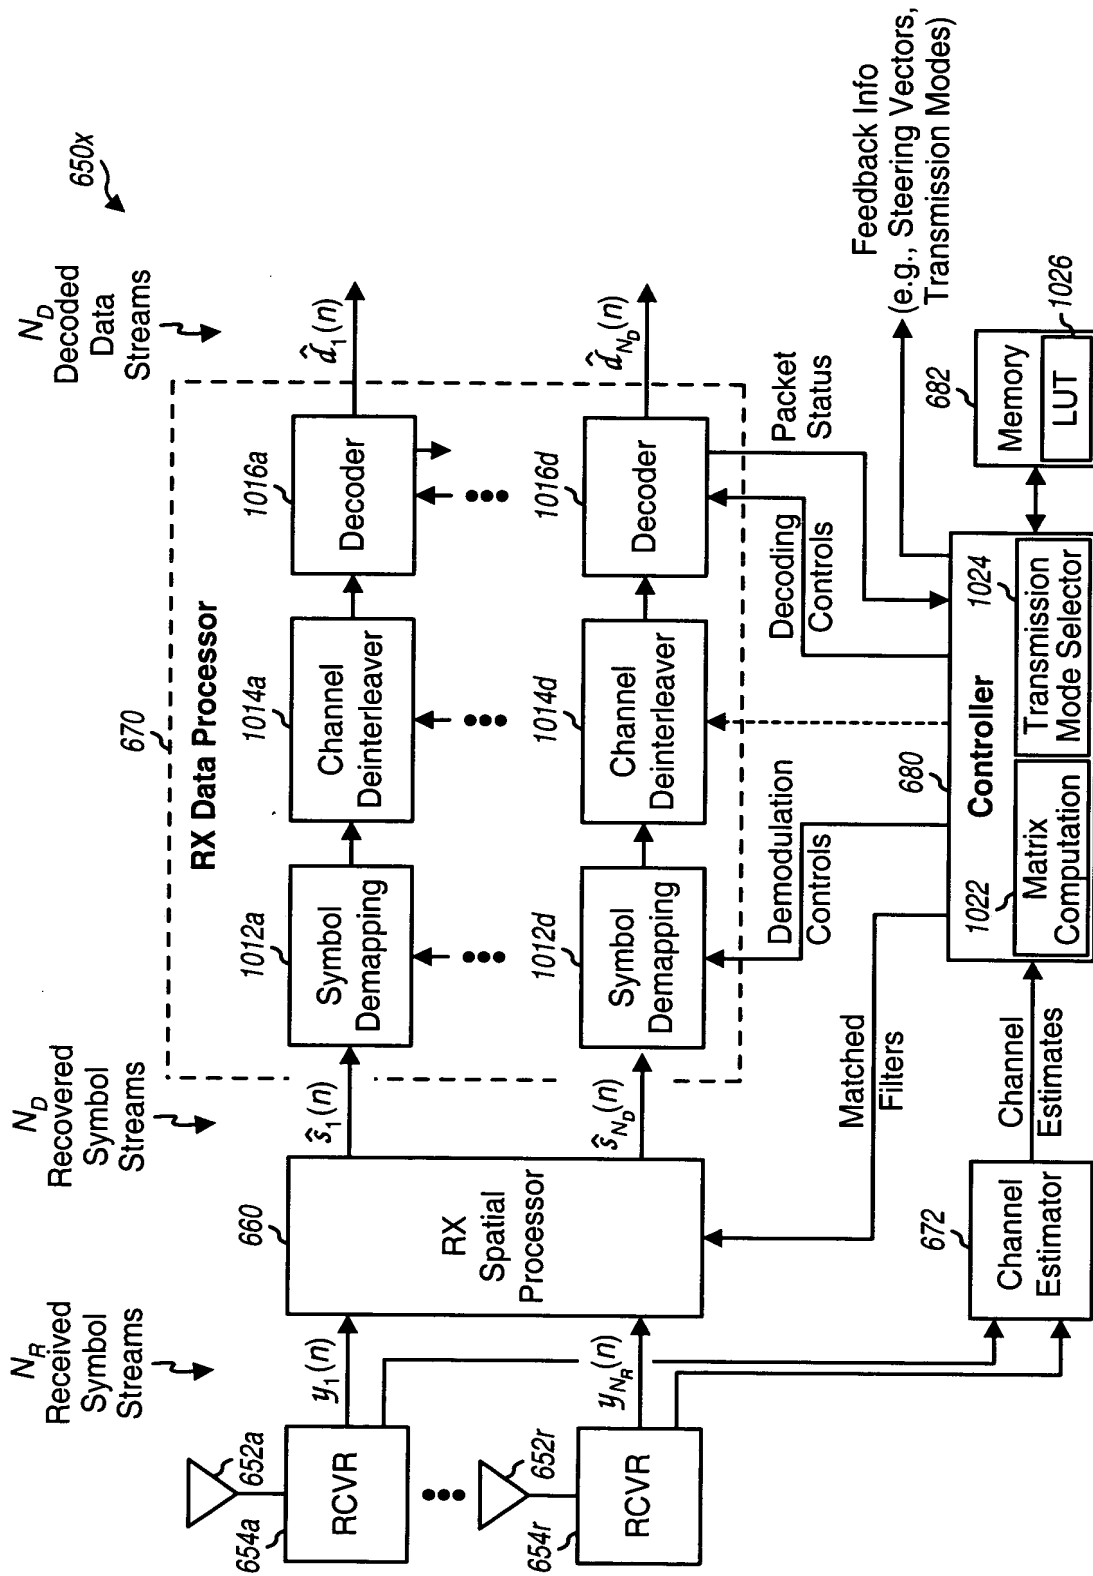 650x
N_R
Received
Symbol
Streams
N_D
Recovered
Symbol
Streams
N_D
Decoded
Data
Streams
670
RX Data Processor
652a
654a
RCVR
y_1(n)
660
RX
Spatial
Processor
ŝ_1(n)
1012a
Symbol
Demapping
1014a
Channel
Deinterleaver
1016a
Decoder
d̂_1(n)
652r
654r
RCVR
y_{N_R}(n)
ŝ_{N_D}(n)
1012d
Symbol
Demapping
1014d
Channel
Deinterleaver
1016d
Decoder
d̂_{N_D}(n)
Demodulation
Controls
Decoding
Controls
Packet
Status
Matched
Filters
Feedback Info
(e.g., Steering Vectors,
Transmission Modes)
672
Channel
Estimator
Channel
Estimates
680
Controller
1022
Matrix
Computation
1024
Transmission
Mode Selector
682
Memory
LUT
1026